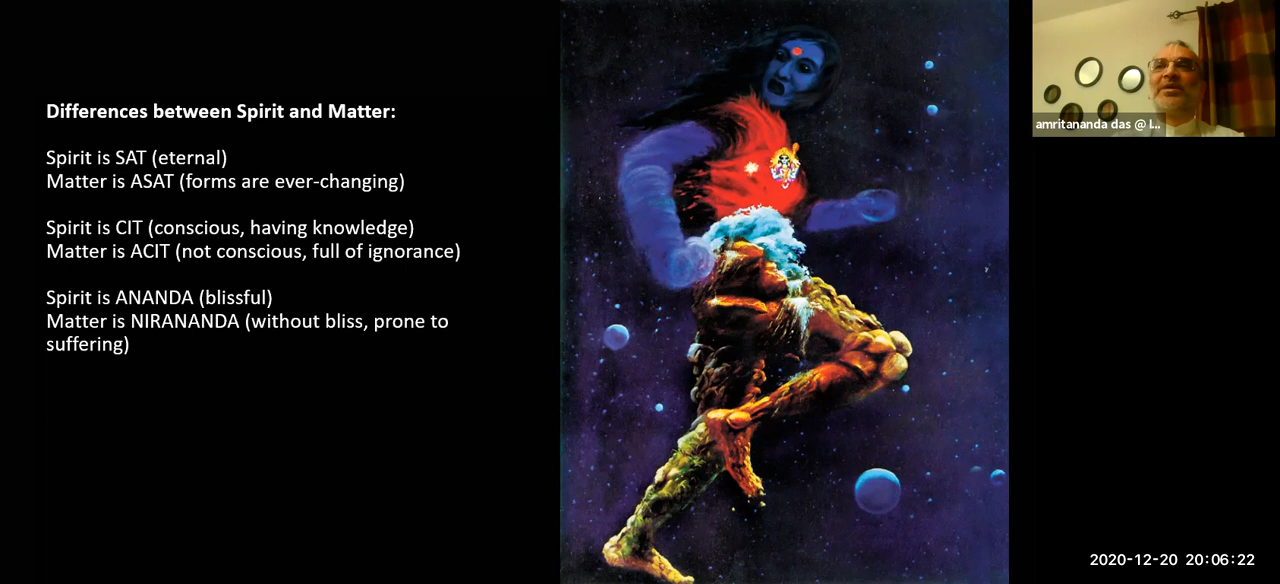 Differences between Spirit and Matter:
Spirit is SAT (eternal)
Matter is ASAT (forms are ever-changing)
Spirit is CIT (conscious, having knowledge)
Matter is ACIT (not conscious, full of ignorance)
Spirit is ANANDA (blissful)
Matter is NIRANANDA (without bliss, prone to
suffering)
amritananda das @ I...
2020-12-20 20:06:22